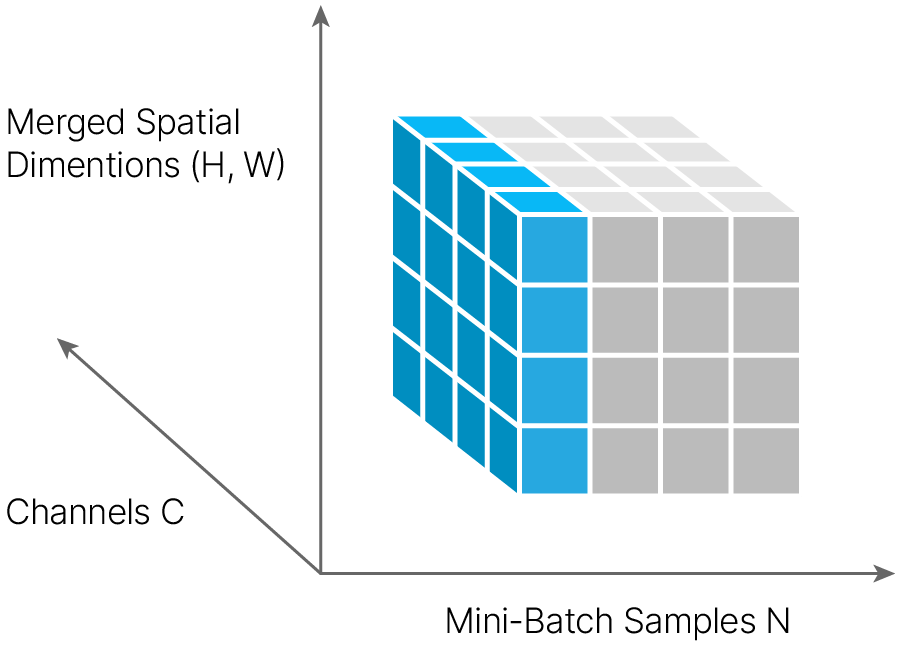 Merged Spatial
Dimentions (H, W)
Channels C
Mini-Batch Samples N